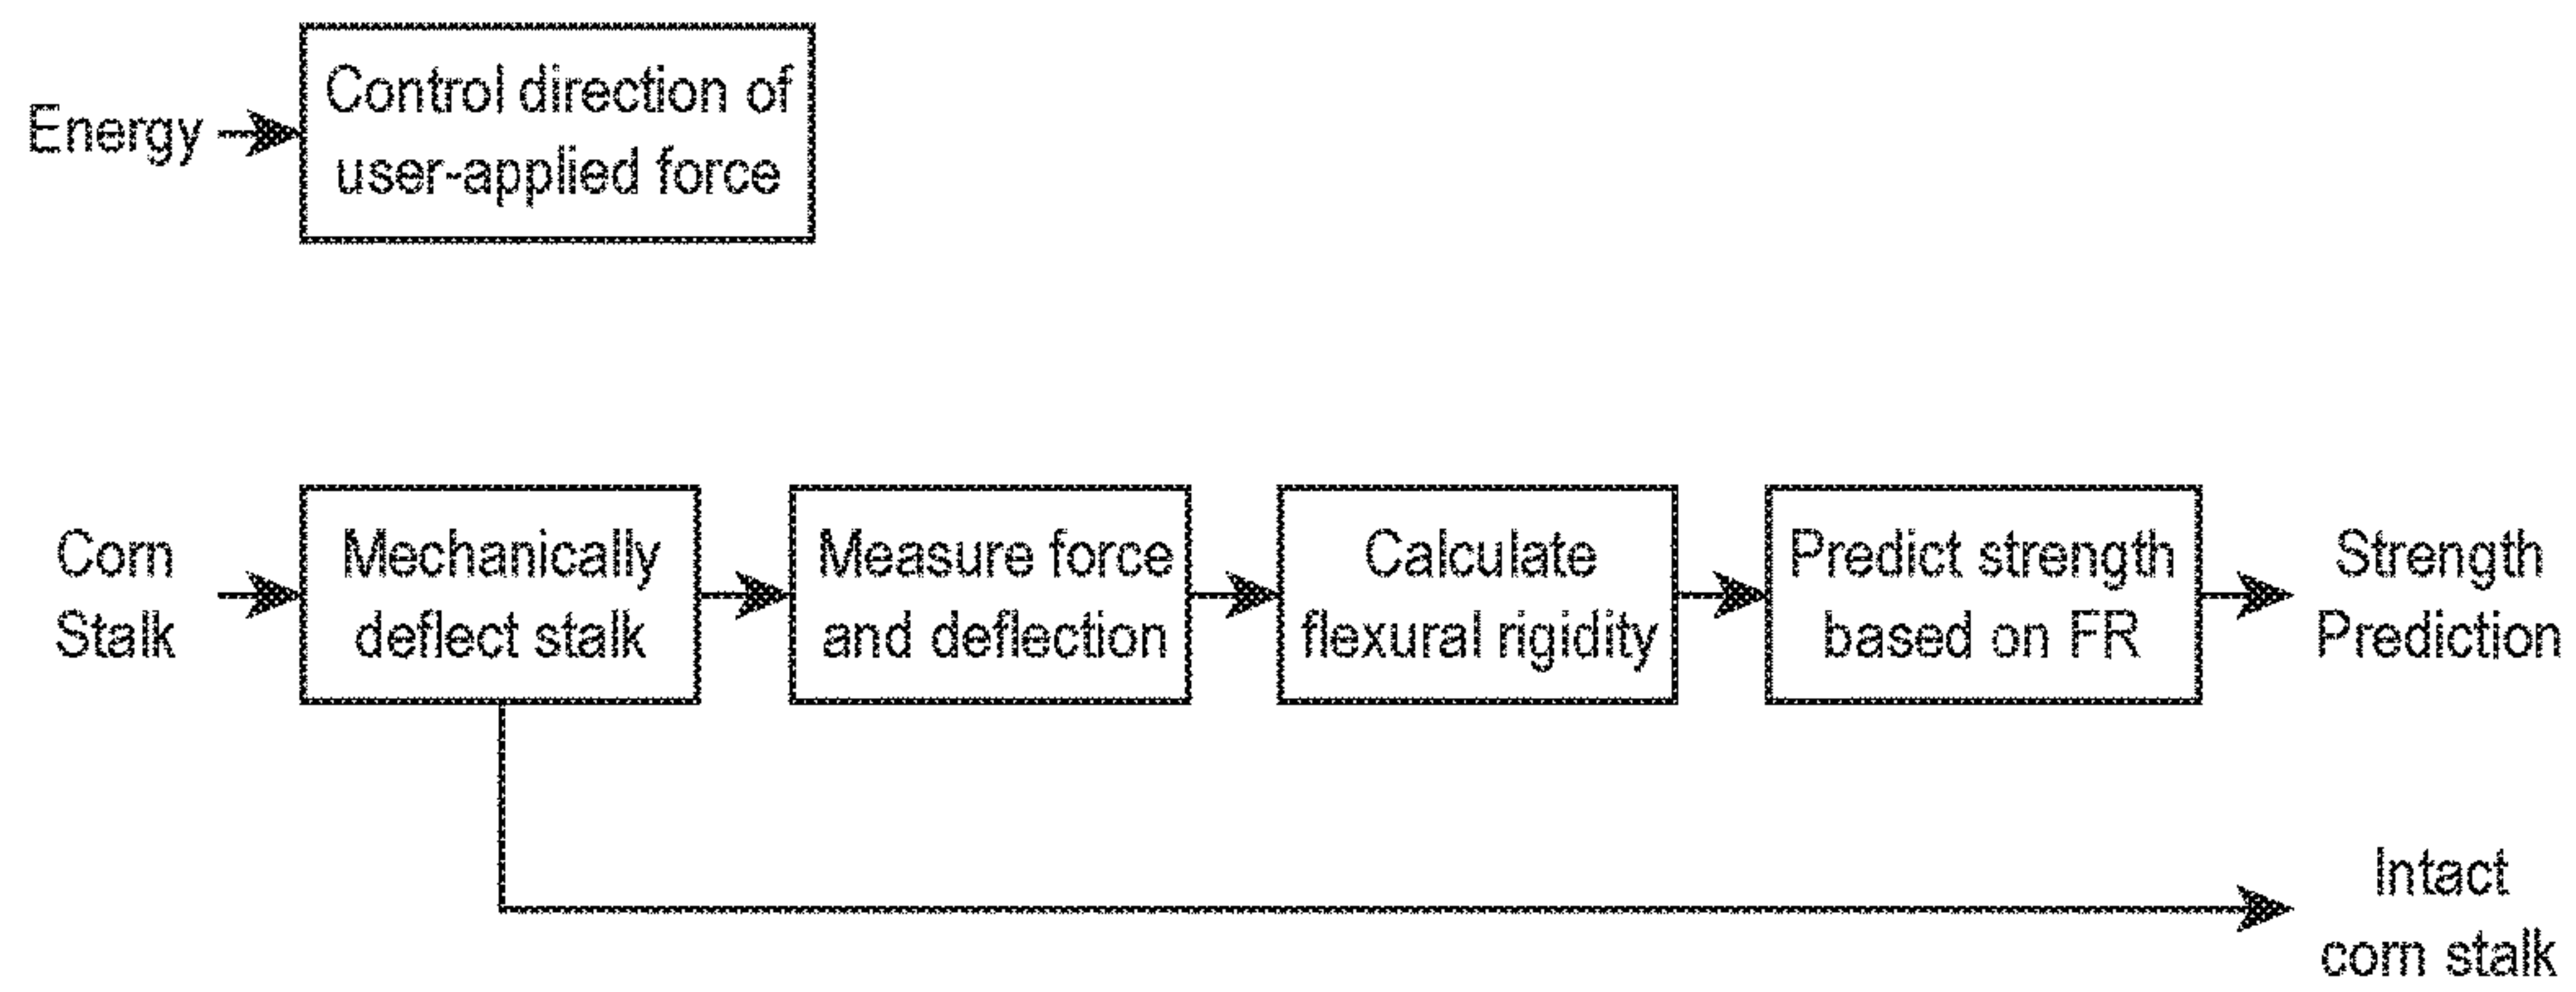 Energy
Control direction of
user-applied force
Corn
Stalk
Mechanically
deflect stalk
Measure force
and deflection
Calculate
flexural rigidity
Predict strength
based on FR
Strength
Prediction
Intact
corn stalk